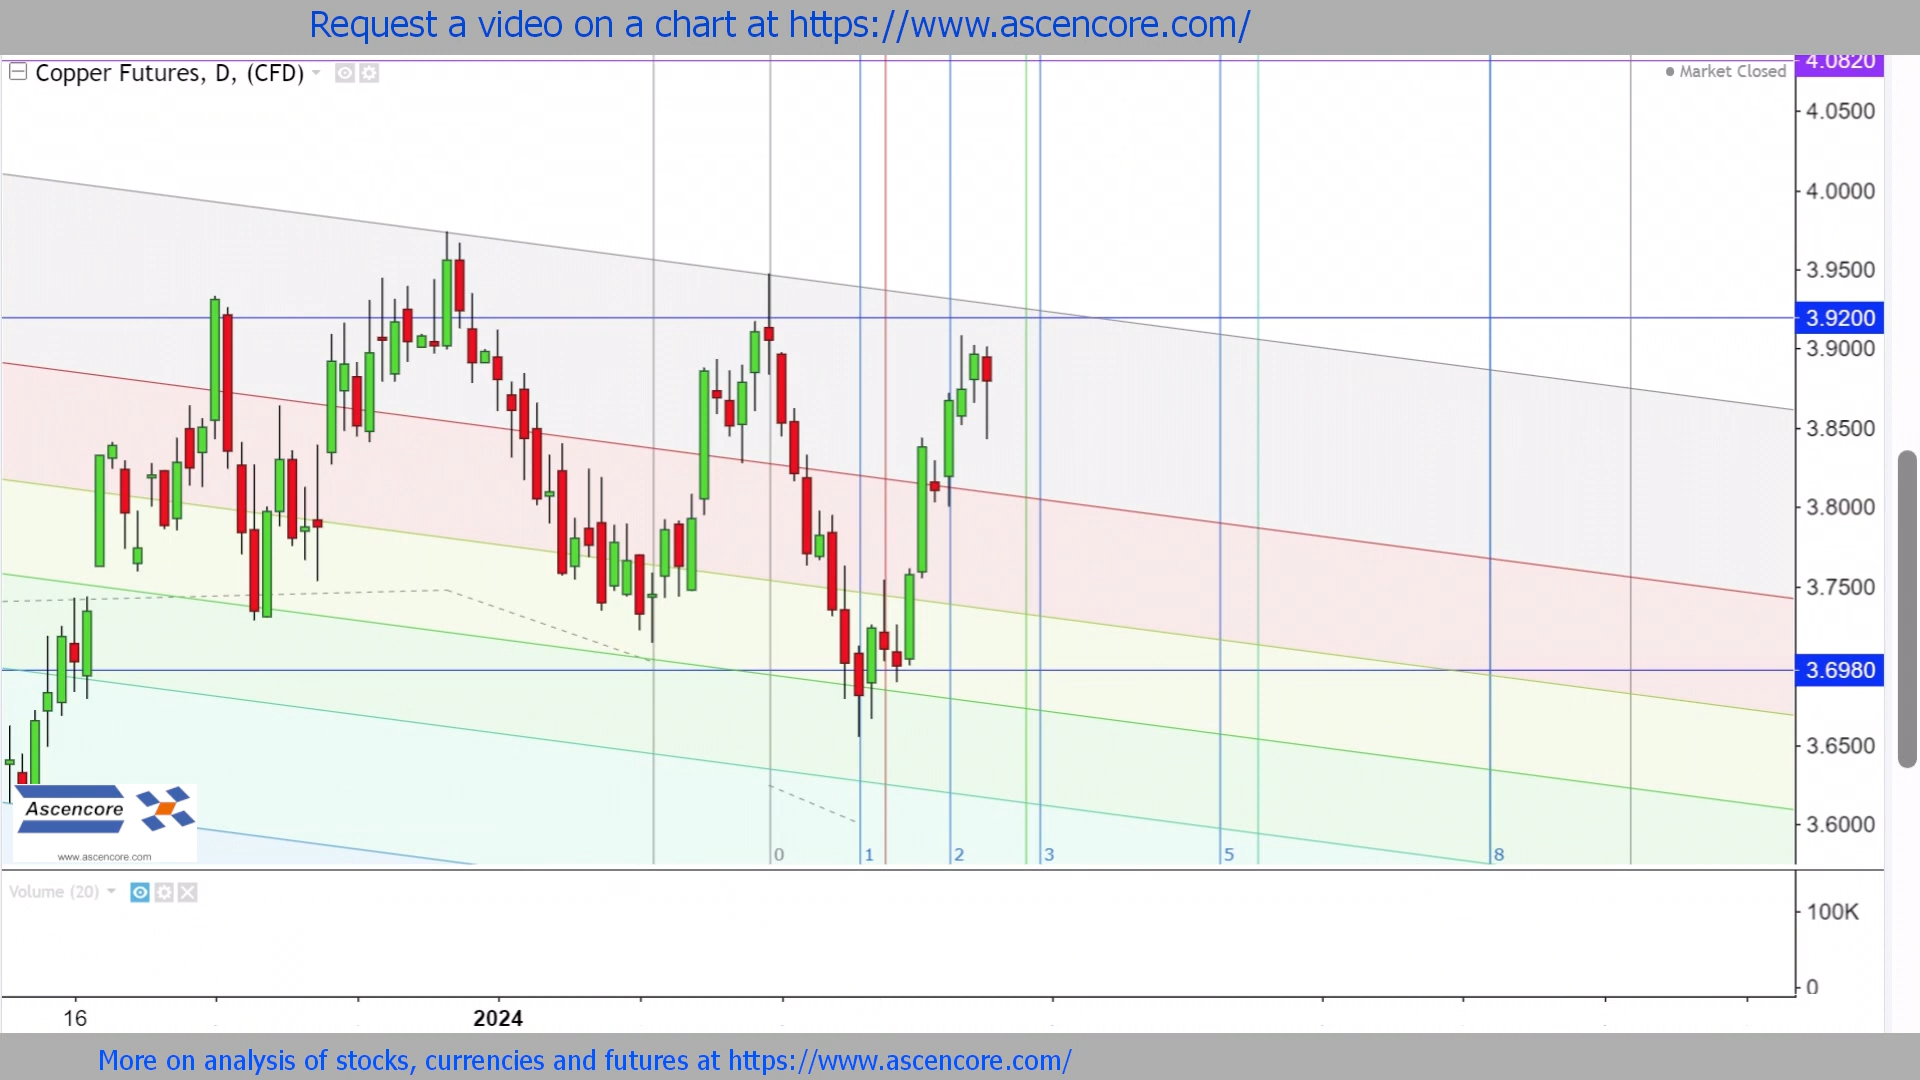 Request a video on a chart at https://www.ascencore.com/
Copper Futures, D, (CFD)
Market Closed
4.0820
4.0500
4.0000
3.9500
3.9200
3.9000
3.8500
3.8000
3.7500
3.6980
3.6500
3.6000
Ascencore
www.ascencore.com
0 1 2 3 5 8
Volume (20)
100K
0
16 2024
More on analysis of stocks, currencies and futures at https://www.ascencore.com/